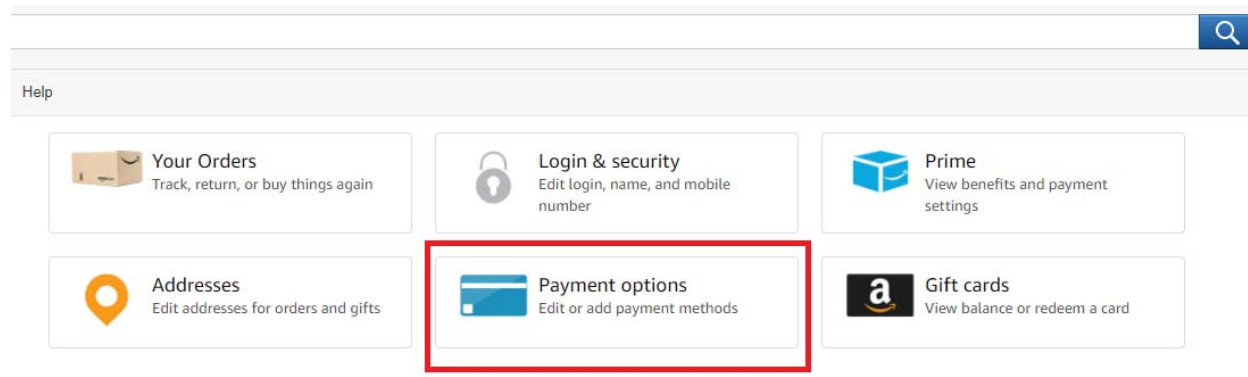 Help
Your Orders
Track, return, or buy things again
Login & security
Edit login, name, and mobile
number
Prime
View benefits and payment
settings
Addresses
Edit addresses for orders and gifts
Payment options
Edit or add payment methods
a
Gift cards
View balance or redeem a card